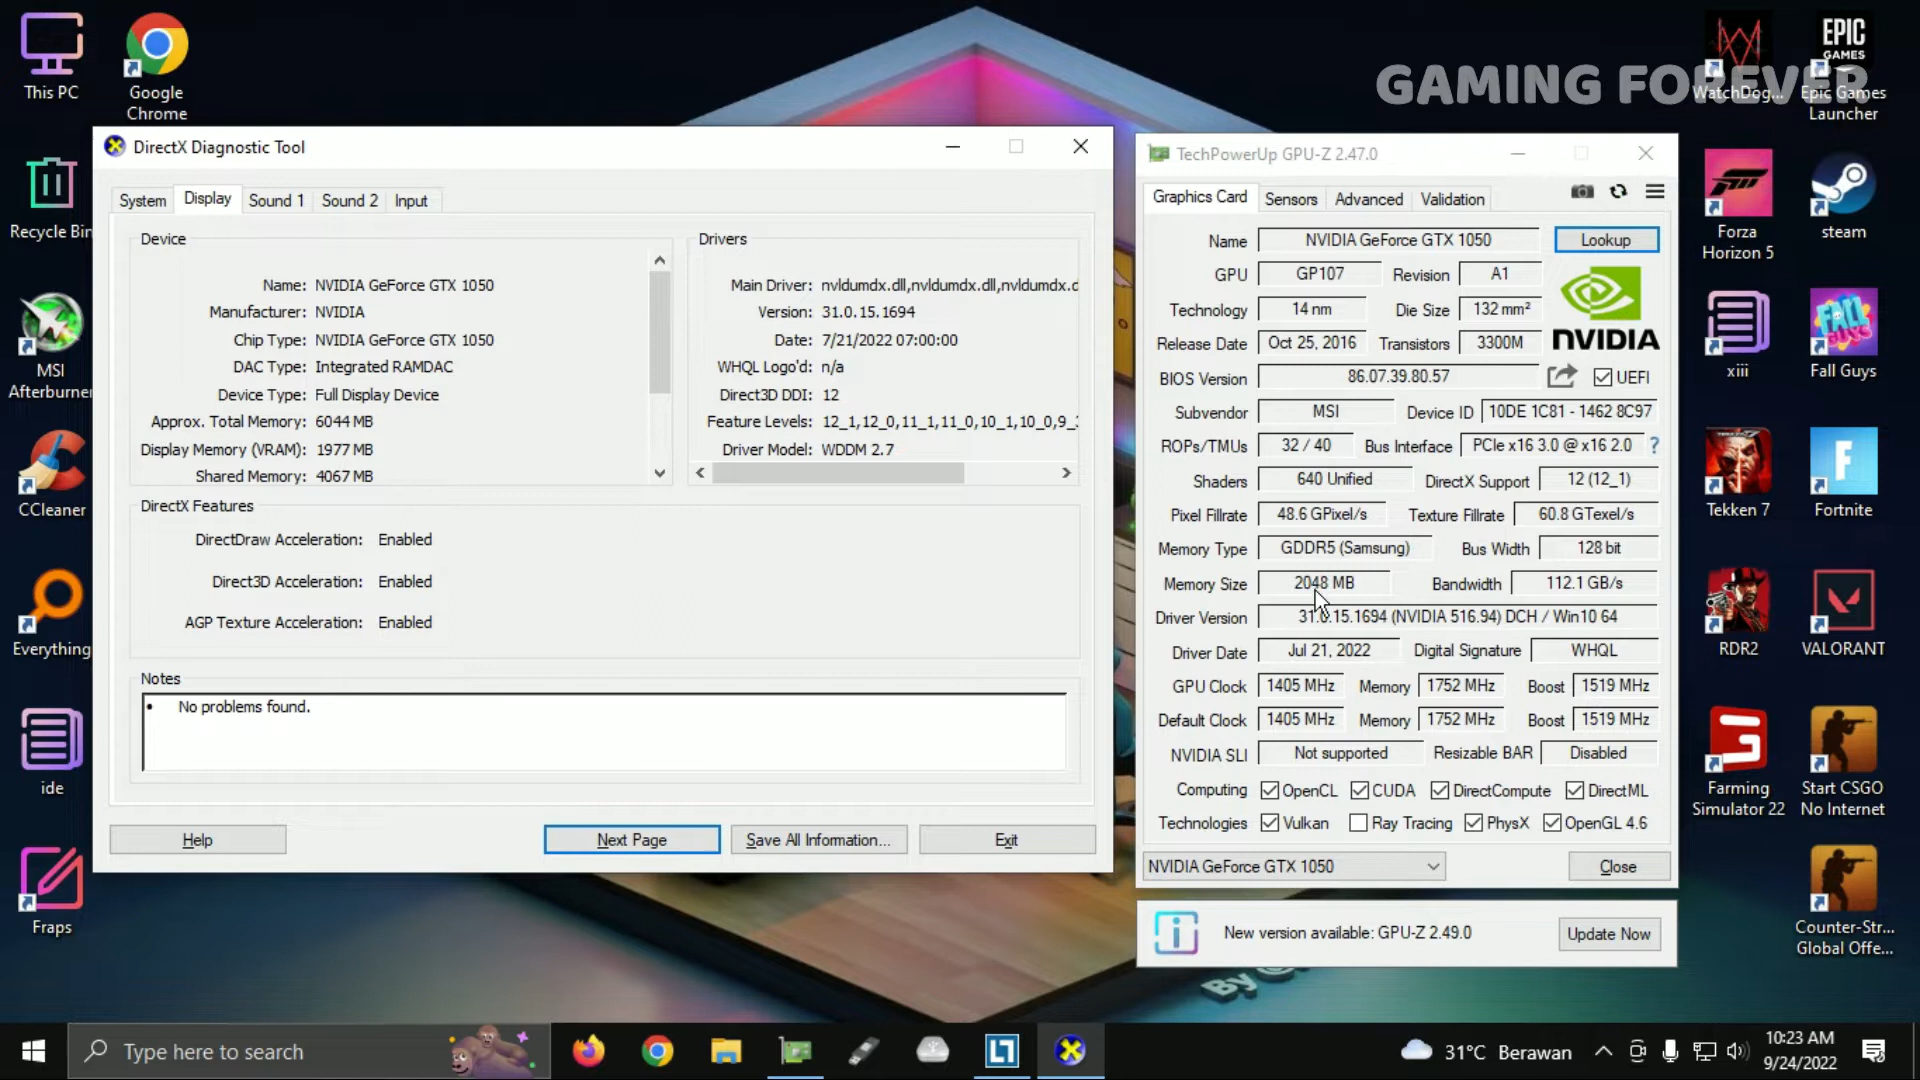 This PC
Google
Chrome
Recycle Bin
MSI
Afterburner
CCleaner
Everything
ide
Fraps
GAMING FOREVER
WatchDog...
EPIC
GAMES
Epic Games
Launcher
Forza
Horizon 5
steam
xiii
FALL
GUYS
Fall Guys
Tekken 7
Fortnite
RDR2
VALORANT
Farming
Simulator 22
Start CSGO
No Internet
Counter-Str...
Global Offe...
DirectX Diagnostic Tool
System Display Sound 1 Sound 2 Input
Device
Name: NVIDIA GeForce GTX 1050
Manufacturer: NVIDIA
Chip Type: NVIDIA GeForce GTX 1050
DAC Type: Integrated RAMDAC
Device Type: Full Display Device
Approx. Total Memory: 6044 MB
Display Memory (VRAM): 1977 MB
Shared Memory: 4067 MB
Drivers
Main Driver: nvldumdx.dll,nvldumdx.dll,nvldumdx.d
Version: 31.0.15.1694
Date: 7/21/2022 07:00:00
WHQL Logo'd: n/a
Direct3D DDI: 12
Feature Levels: 12_1,12_0,11_1,11_0,10_1,10_0,9_3
Driver Model: WDDM 2.7
DirectX Features
DirectDraw Acceleration: Enabled
Direct3D Acceleration: Enabled
AGP Texture Acceleration: Enabled
Notes
• No problems found.
Help Next Page Save All Information... Exit
TechPowerUp GPU-Z 2.47.0
Graphics Card Sensors Advanced Validation
Name NVIDIA GeForce GTX 1050 Lookup
GPU GP107 Revision A1
Technology 14 nm Die Size 132 mm²
Release Date Oct 25, 2016 Transistors 3300M
NVIDIA
BIOS Version 86.07.39.80.57 UEFI
Subvendor MSI Device ID 10DE 1C81 - 1462 8C97
ROPs/TMUs 32 / 40 Bus Interface PCIe x16 3.0 @ x16 2.0 ?
Shaders 640 Unified DirectX Support 12 (12_1)
Pixel Fillrate 48.6 GPixel/s Texture Fillrate 60.8 GTexel/s
Memory Type GDDR5 (Samsung) Bus Width 128 bit
Memory Size 2048 MB Bandwidth 112.1 GB/s
Driver Version 31.0.15.1694 (NVIDIA 516.94) DCH / Win10 64
Driver Date Jul 21, 2022 Digital Signature WHQL
GPU Clock 1405 MHz Memory 1752 MHz Boost 1519 MHz
Default Clock 1405 MHz Memory 1752 MHz Boost 1519 MHz
NVIDIA SLI Not supported Resizable BAR Disabled
Computing OpenCL CUDA DirectCompute DirectML
Technologies Vulkan Ray Tracing PhysX OpenGL 4.6
NVIDIA GeForce GTX 1050 Close
New version available: GPU-Z 2.49.0 Update Now
By
Type here to search
31°C Berawan
10:23 AM
9/24/2022